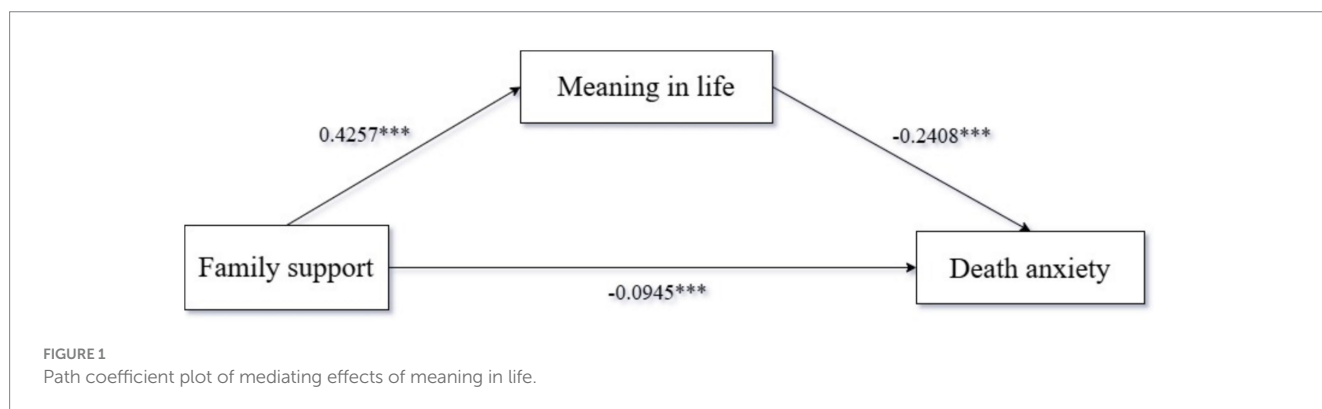 Meaning in life
0.4257***
-0.2408***
Family support
Death anxiety
-0.0945***
FIGURE 1
Path coefficient plot of mediating effects of meaning in life.